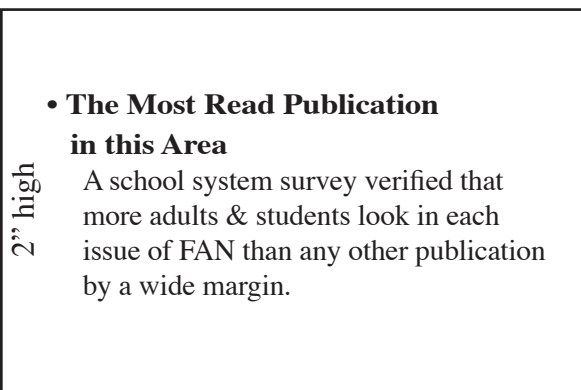 • The Most Read Publication
in this Area
A school system survey verified that
more adults & students look in each
issue of FAN than any other publication
by a wide margin.
2” high